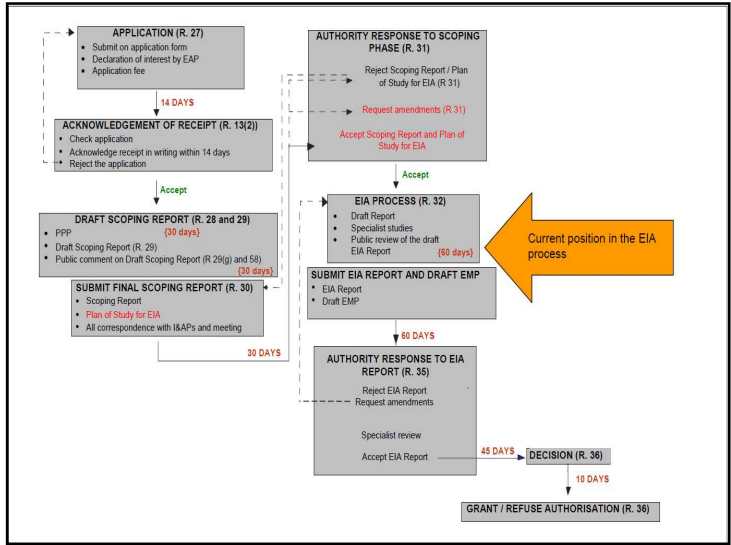 APPLICATION (R. 27)
• Submit on application form
• Declaration of interest by EAP
• Application fee
14 DAYS
ACKNOWLEDGEMENT OF RECEIPT (R. 13(2))
• Check application
• Acknowledge receipt in writing within 14 days
• Reject the application
Accept
DRAFT SCOPING REPORT (R. 28 and 29)
• PPP {30 days}
• Draft Scoping Report (R. 29)
• Public comment on Draft Scoping Report (R 29(g) and 58)
{30 days}
SUBMIT FINAL SCOPING REPORT (R. 30)
• Scoping Report
• Plan of Study for EIA
• All correspondence with I&APs and meeting
30 DAYS
AUTHORITY RESPONSE TO SCOPING
PHASE (R. 31)
Reject Scoping Report / Plan
of Study for EIA (R 31)
Request amendments (R 31)
Accept Scoping Report and Plan of
Study for EIA
Accept
EIA PROCESS (R. 32)
• Draft Report
• Specialist studies
• Public review of the draft
EIA Report {60 days}
Current position in the EIA
process
SUBMIT EIA REPORT AND DRAFT EMP
• EIA Report
• Draft EMP
60 DAYS
AUTHORITY RESPONSE TO EIA
REPORT (R. 35)
Reject EIA Report
Request amendments
Specialist review
Accept EIA Report
45 DAYS
DECISION (R. 36)
10 DAYS
GRANT / REFUSE AUTHORISATION (R. 36)